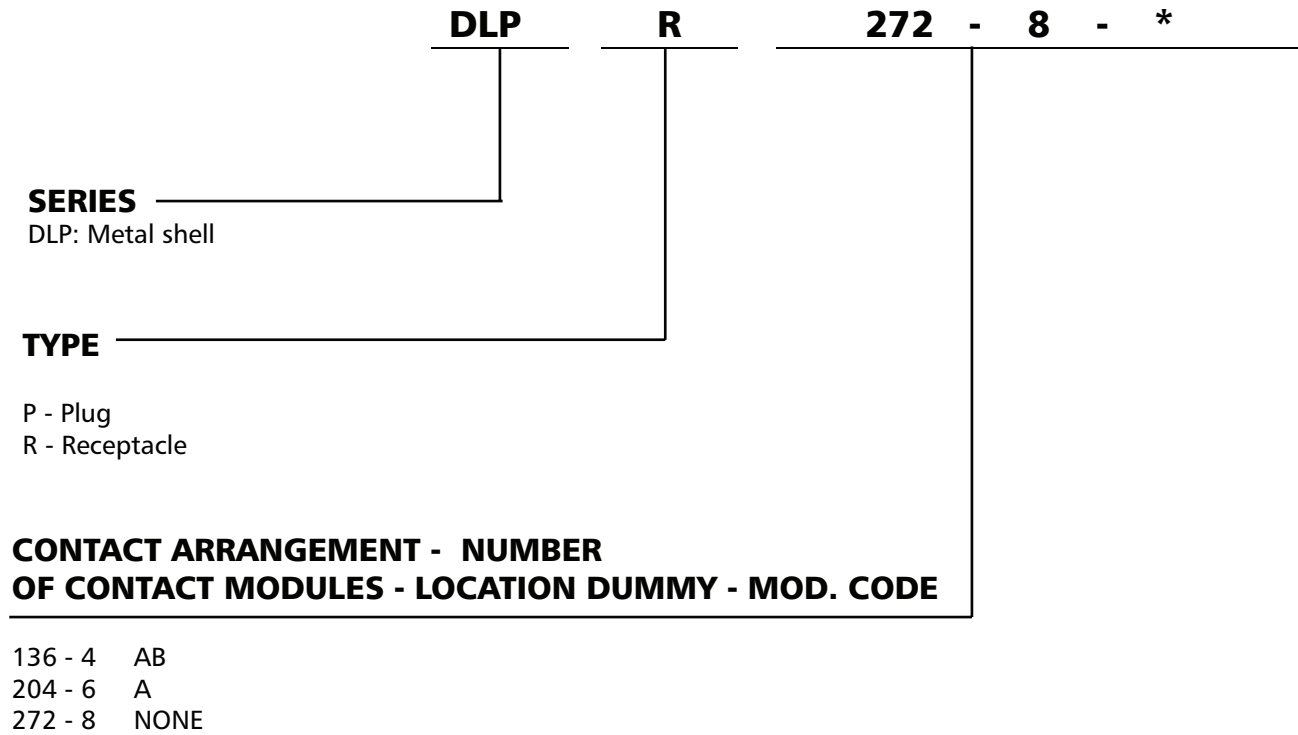 DLP R 272 - 8 - *
SERIES
DLP: Metal shell
TYPE
P - Plug
R - Receptacle
CONTACT ARRANGEMENT - NUMBER
OF CONTACT MODULES - LOCATION DUMMY - MOD. CODE
136 - 4 AB
204 - 6 A
272 - 8 NONE